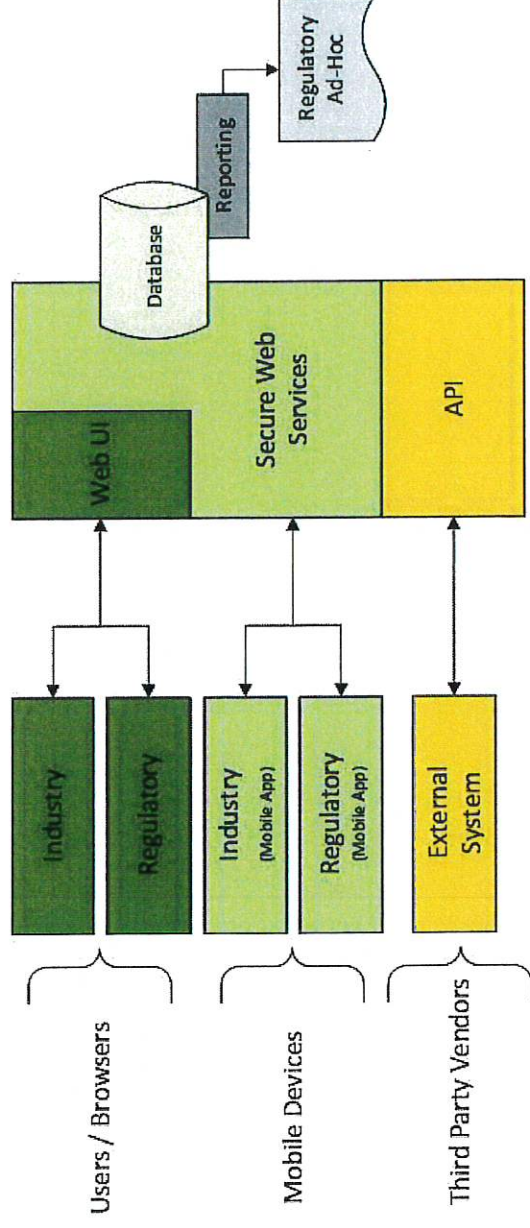 Users / Browsers
Industry
Regulatory
Web UI
Mobile Devices
Industry
(Mobile App)
Regulatory
(Mobile App)
Secure Web
Services
Database
Reporting
Regulatory
Ad-Hoc
Third Party Vendors
External
System
API